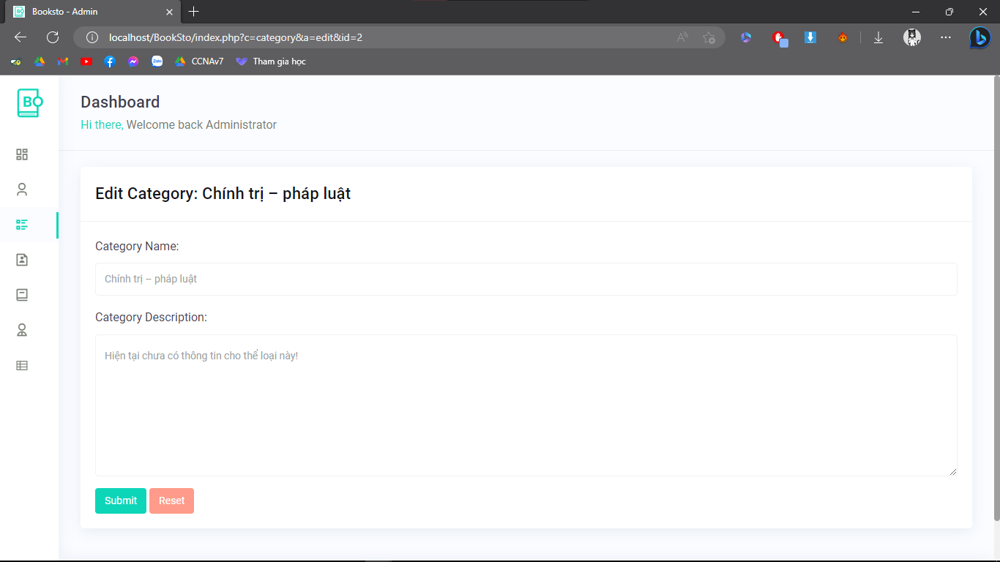 Booksto - Admin
localhost/BookSto/index.php?c=category&a=edit&id=2
Zalo
CCNAv7
Tham gia học
BO
Dashboard
Hi there, Welcome back Administrator
Edit Category: Chính trị – pháp luật
Category Name:
Chính trị – pháp luật
Category Description:
Hiện tại chưa có thông tin cho thể loại này!
Submit
Reset